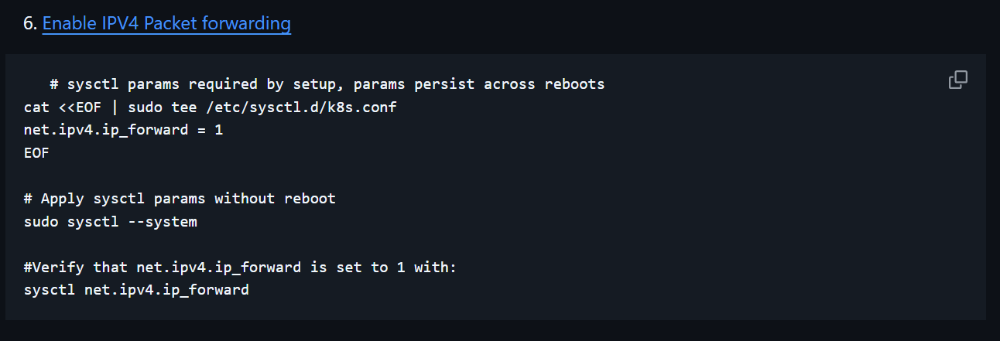 6. Enable IPV4 Packet forwarding
# sysctl params required by setup, params persist across reboots
cat <<EOF | sudo tee /etc/sysctl.d/k8s.conf
net.ipv4.ip_forward = 1
EOF
# Apply sysctl params without reboot
sudo sysctl --system
#Verify that net.ipv4.ip_forward is set to 1 with:
sysctl net.ipv4.ip_forward